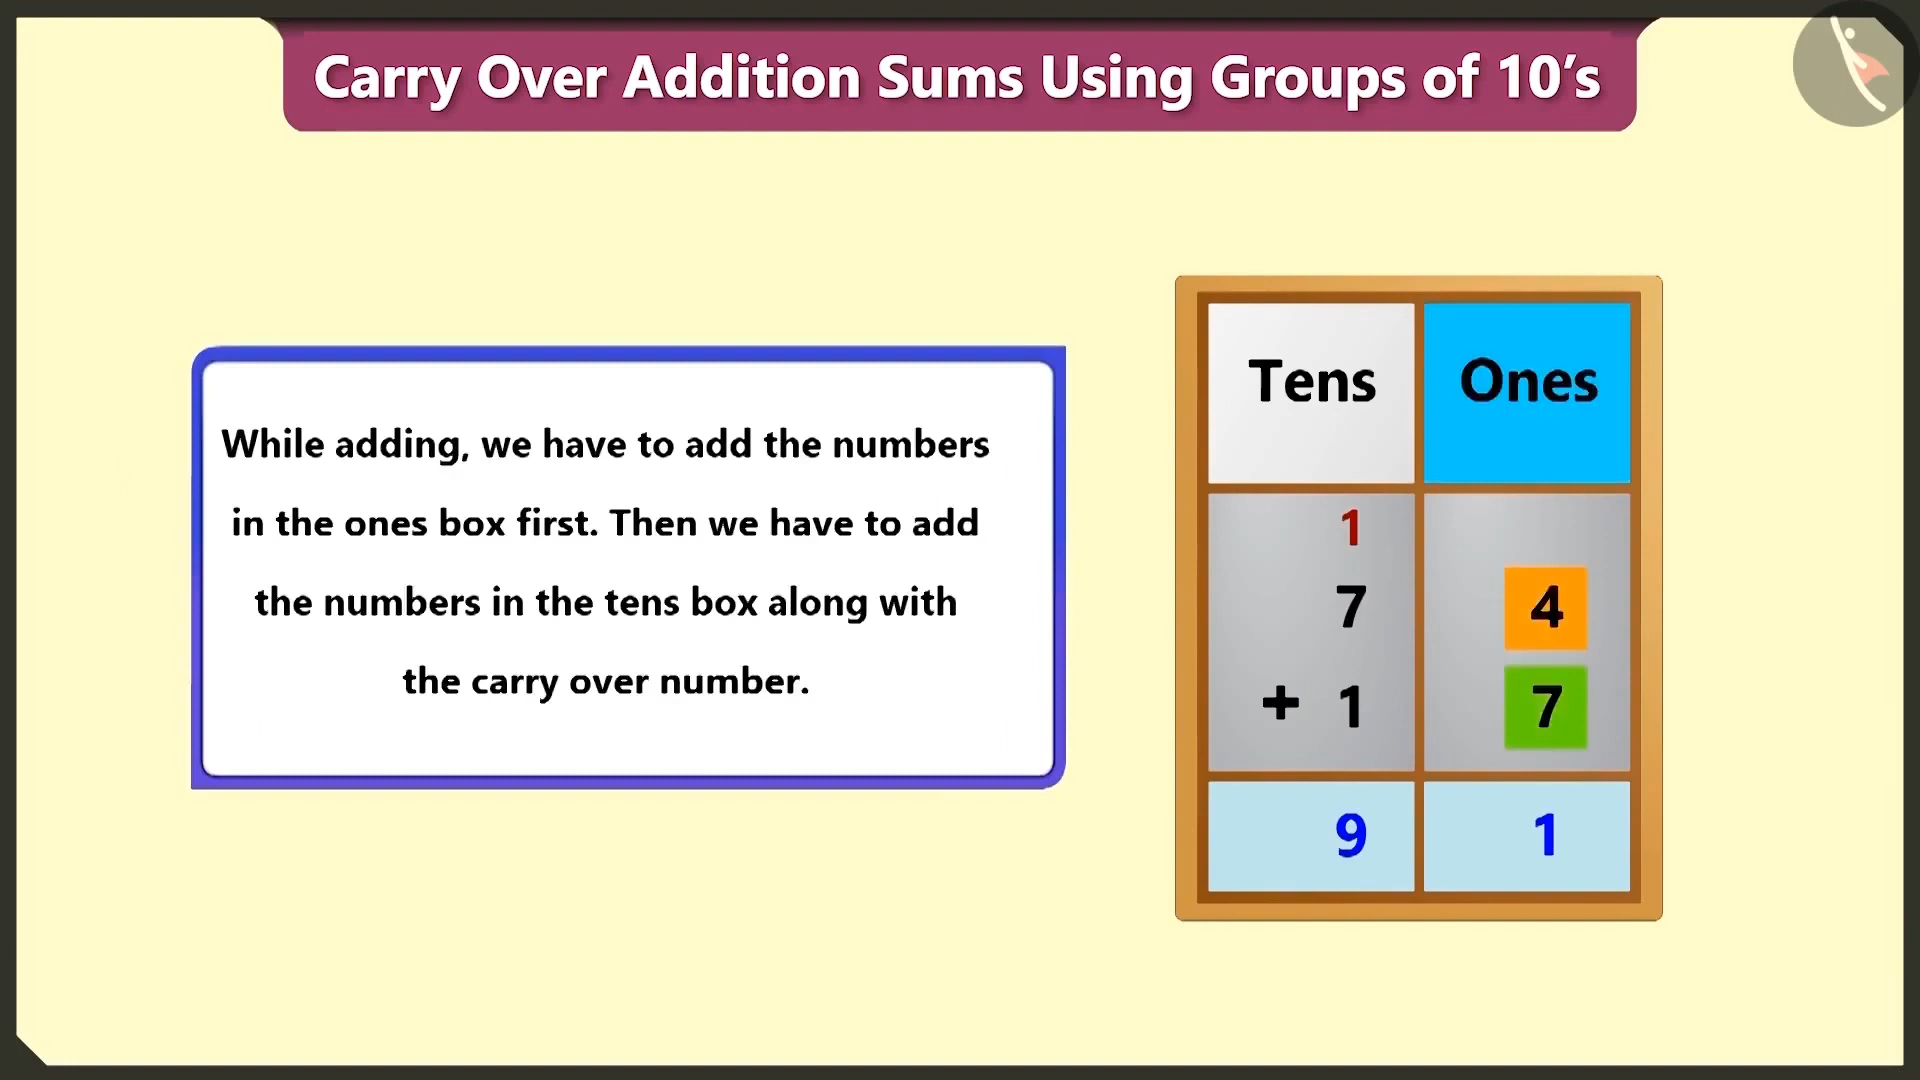 Carry Over Addition Sums Using Groups of 10's
While adding, we have to add the numbers
in the ones box first. Then we have to add
the numbers in the tens box along with
the carry over number.
Tens Ones
1
7 4
+ 1 7
9 1